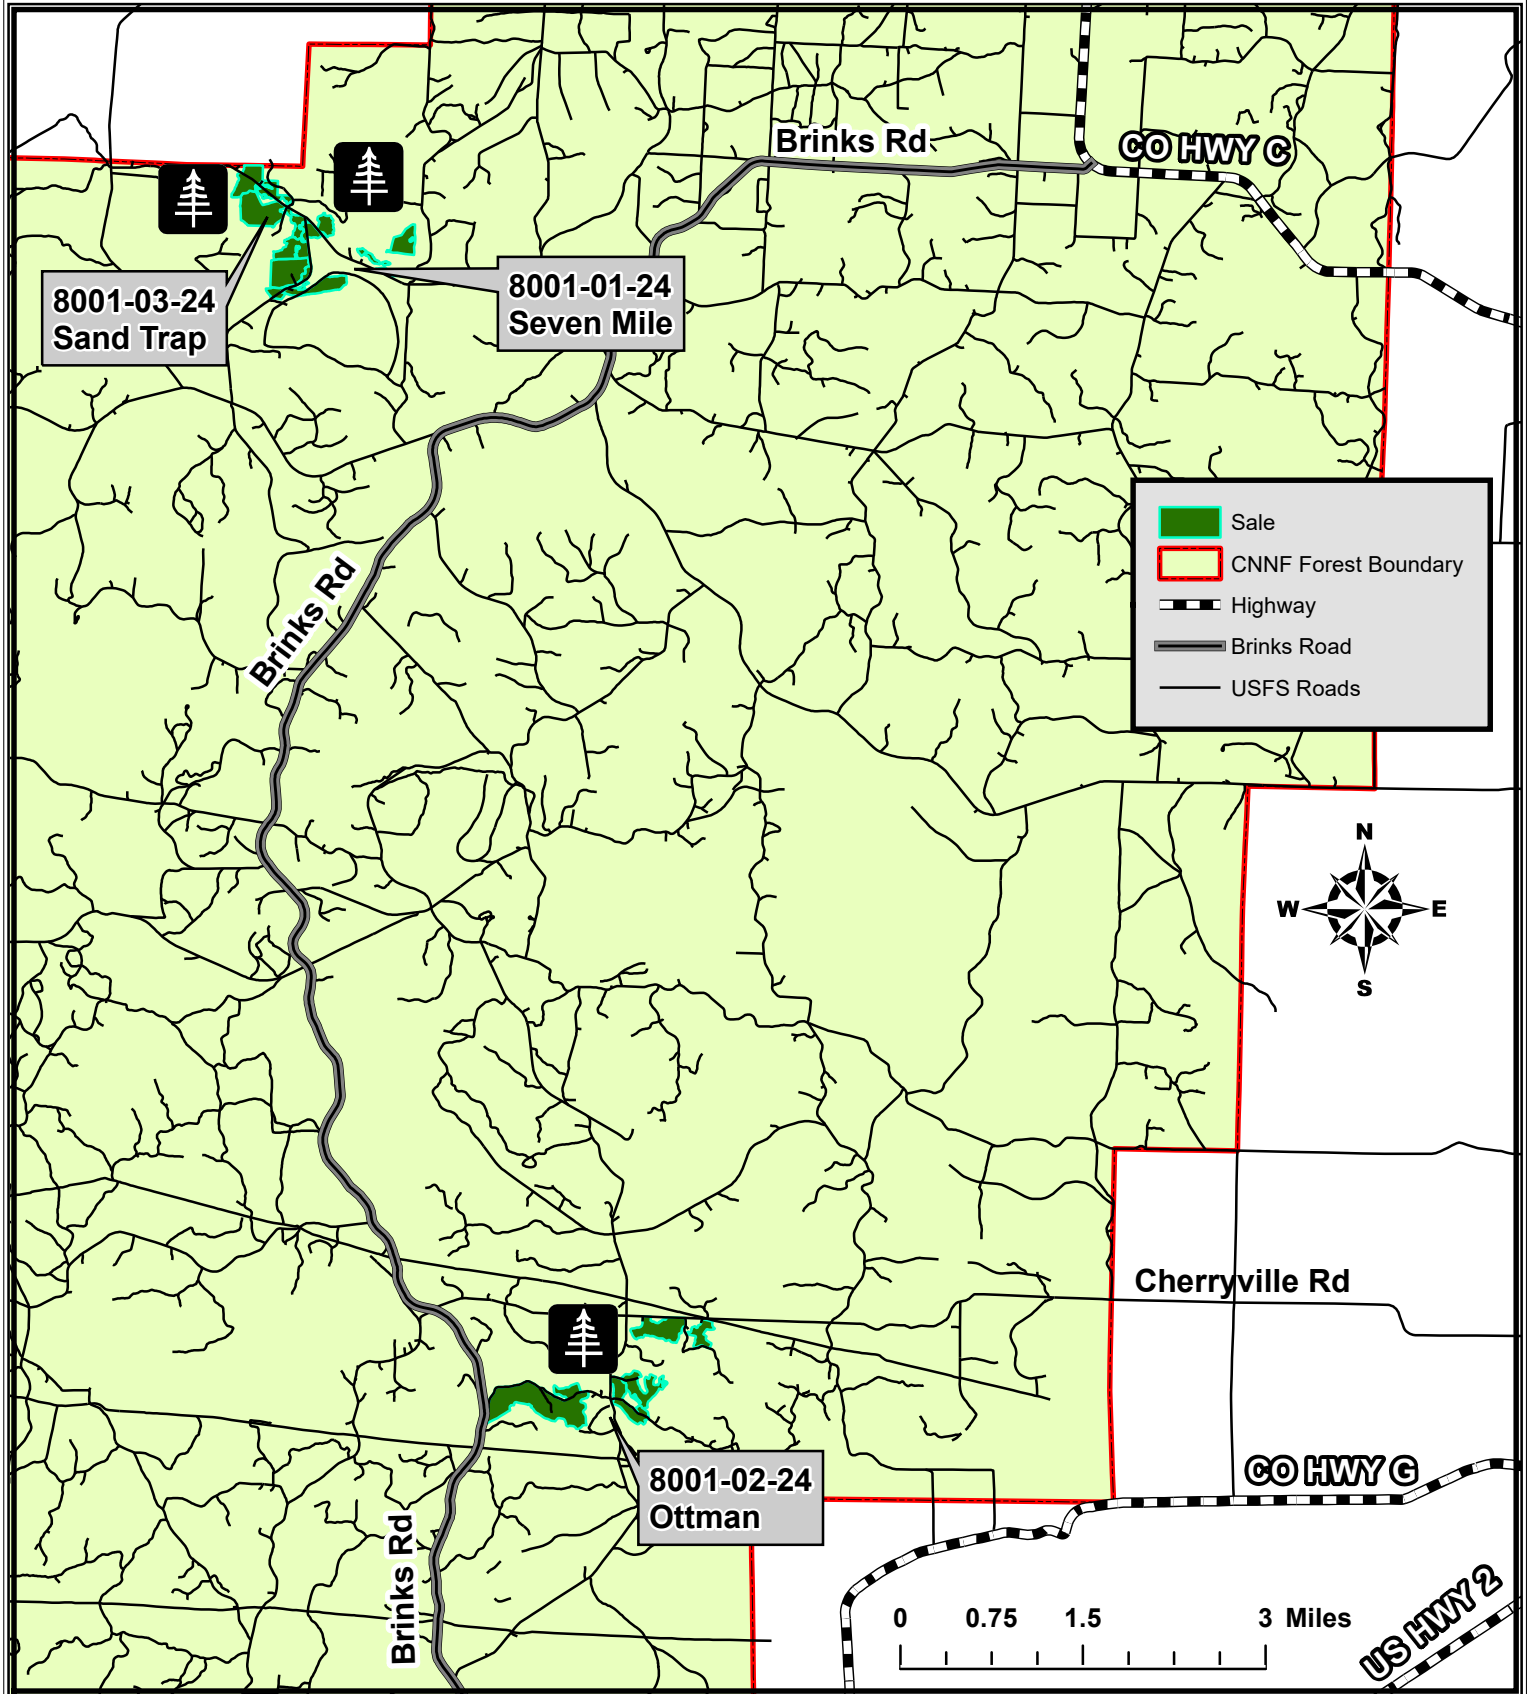 Brinks Rd
CO HWY C
8001-03-24
Sand Trap
8001-01-24
Seven Mile
Sale
CNNF Forest Boundary
Highway
Brinks Road
USFS Roads
Brinks Rd
N
W
E
S
Cherryville Rd
8001-02-24
Ottman
CO HWY G
Brinks Rd
0 0.75 1.5 3 Miles
US HWY 2